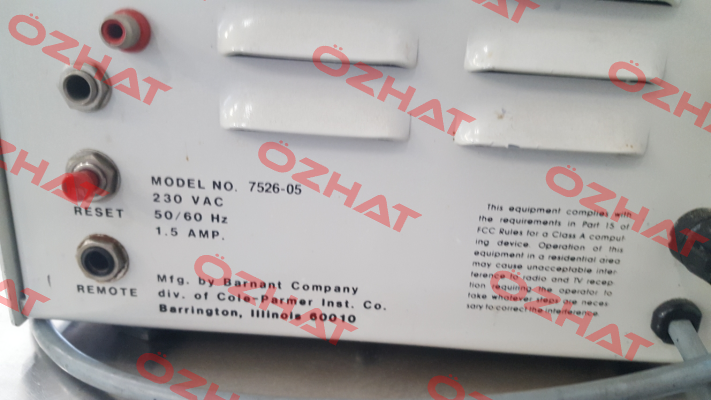 MODEL NO. 7526-05
230 VAC
50/60 Hz
1.5 AMP.
RESET
REMOTE
Mfg. by Barnant Company
div. of Cole-Parmer Inst. Co.
Barrington, Illinois 60010
This equipment complies with
the requirements in Part 15 of
FCC Rules for a Class A comput-
ing device. Operation of this
equipment in a residential area
may cause unacceptable inter-
ference to radio and TV recep-
tion requiring the operator to
take whatever steps are neces-
sary to correct the interference.
ÖZHAT
ÖZHAT
ÖZHAT
ÖZHAT
ÖZHAT
ÖZHAT
ÖZHAT
ÖZHAT
ÖZHAT